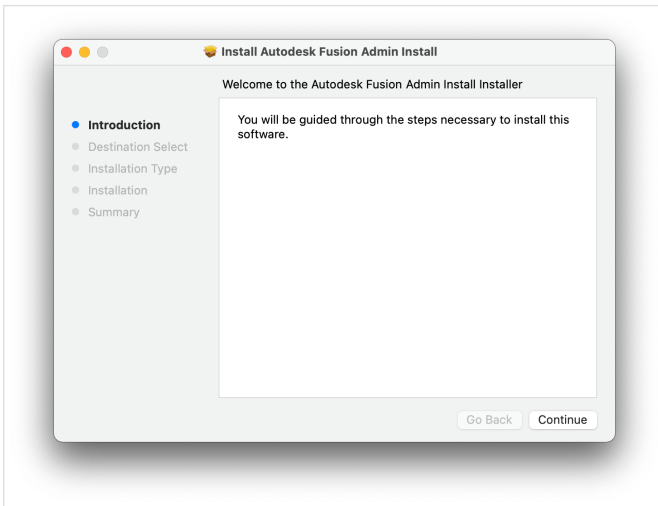 Install Autodesk Fusion Admin Install
Welcome to the Autodesk Fusion Admin Install Installer
Introduction
Destination Select
Installation Type
Installation
Summary
You will be guided through the steps necessary to install this
software.
Go Back
Continue